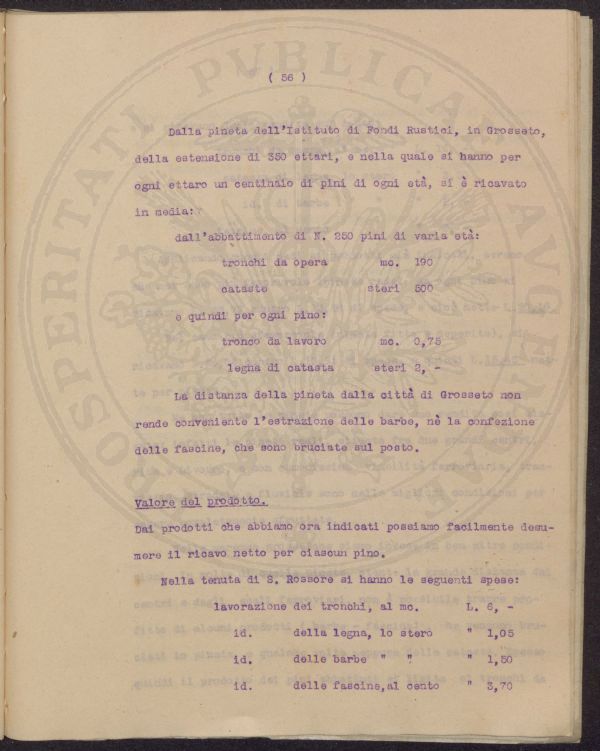 ( 56 )
Dalla pineta dell'Istituto di Fondi Rustici, in Grosseto,
della estensione di 350 ettari, e nella quale si hanno per
ogni ettaro un centinaio di pini di ogni età, si è ricavato
in media:
dall'abbattimento di N. 250 pini di varia età:
tronchi da opera mc. 190
cataste steri 500
e quindi per ogni pino:
tronco da lavoro mc. 0,75
legna di catasta steri 2, -
La distanza della pineta dalla città di Grosseto non
rende conveniente l'estrazione delle barbe, nè la confezione
delle fascine, che sono bruciate sul posto.
Valore del prodotto.
Dai prodotti che abbiamo ora indicati possiamo facilmente desu-
mere il ricavo netto per ciascun pino.
Nella tenuta di S. Rossore si hanno le seguenti spese:
lavorazione dei tronchi, al mc. L. 6, -
id. della legna, lo stero " 1,05
id. delle barbe " " " 1,50
id. delle fascine,al cento " 3,70